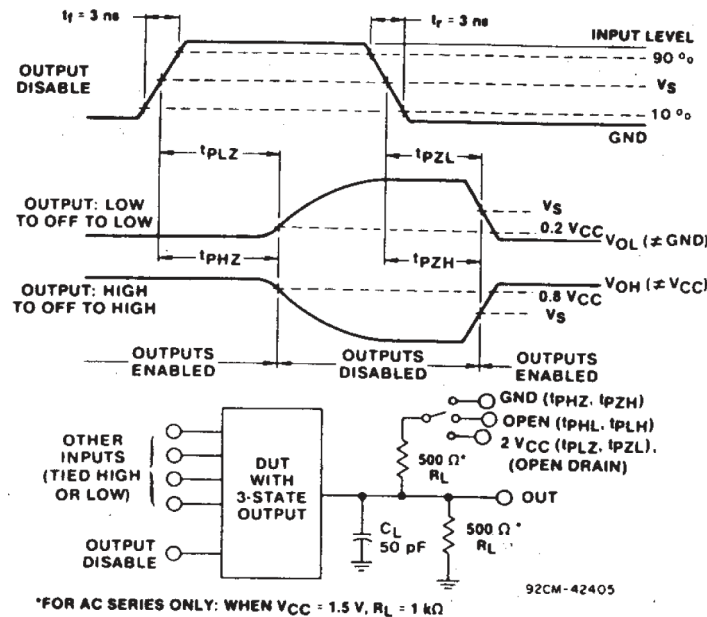 tf = 3 ns
tr = 3 ns
INPUT LEVEL
90 %
OUTPUT DISABLE
VS
10 %
GND
tPLZ
tPZL
OUTPUT: LOW
TO OFF TO LOW
VS
0.2 VCC
VOL (≠ GND)
tPHZ
tPZH
OUTPUT: HIGH
TO OFF TO HIGH
VOH (≠ VCC)
0.8 VCC
VS
OUTPUTS ENABLED
OUTPUTS DISABLED
OUTPUTS ENABLED
GND (tPHZ, tPZH)
OPEN (tPHL, tPLH)
2 VCC (tPLZ, tPZL),
(OPEN DRAIN)
OTHER
INPUTS
(TIED HIGH
OR LOW)
DUT
WITH
3-STATE
OUTPUT
500 Ω*
RL
OUT
OUTPUT
DISABLE
CL
50 pF
500 Ω*
RL
92CM-42405
*FOR AC SERIES ONLY: WHEN VCC = 1.5 V, RL = 1 kΩ